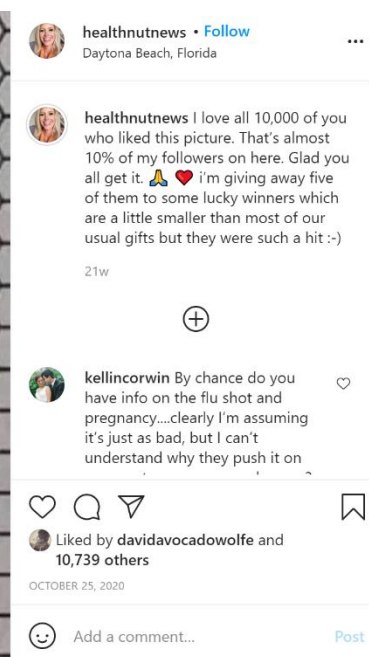 healthnutnews • Follow
Daytona Beach, Florida
healthnutnews I love all 10,000 of you
who liked this picture. That's almost
10% of my followers on here. Glad you
all get it. 🙏 ❤️ i'm giving away five
of them to some lucky winners which
are a little smaller than most of our
usual gifts but they were such a hit :-)
21w
kellincorwin By chance do you
have info on the flu shot and
pregnancy....clearly I'm assuming
it's just as bad, but I can't
understand why they push it on
Liked by davidavocadowolfe and
10,739 others
OCTOBER 25, 2020
Add a comment...
Post